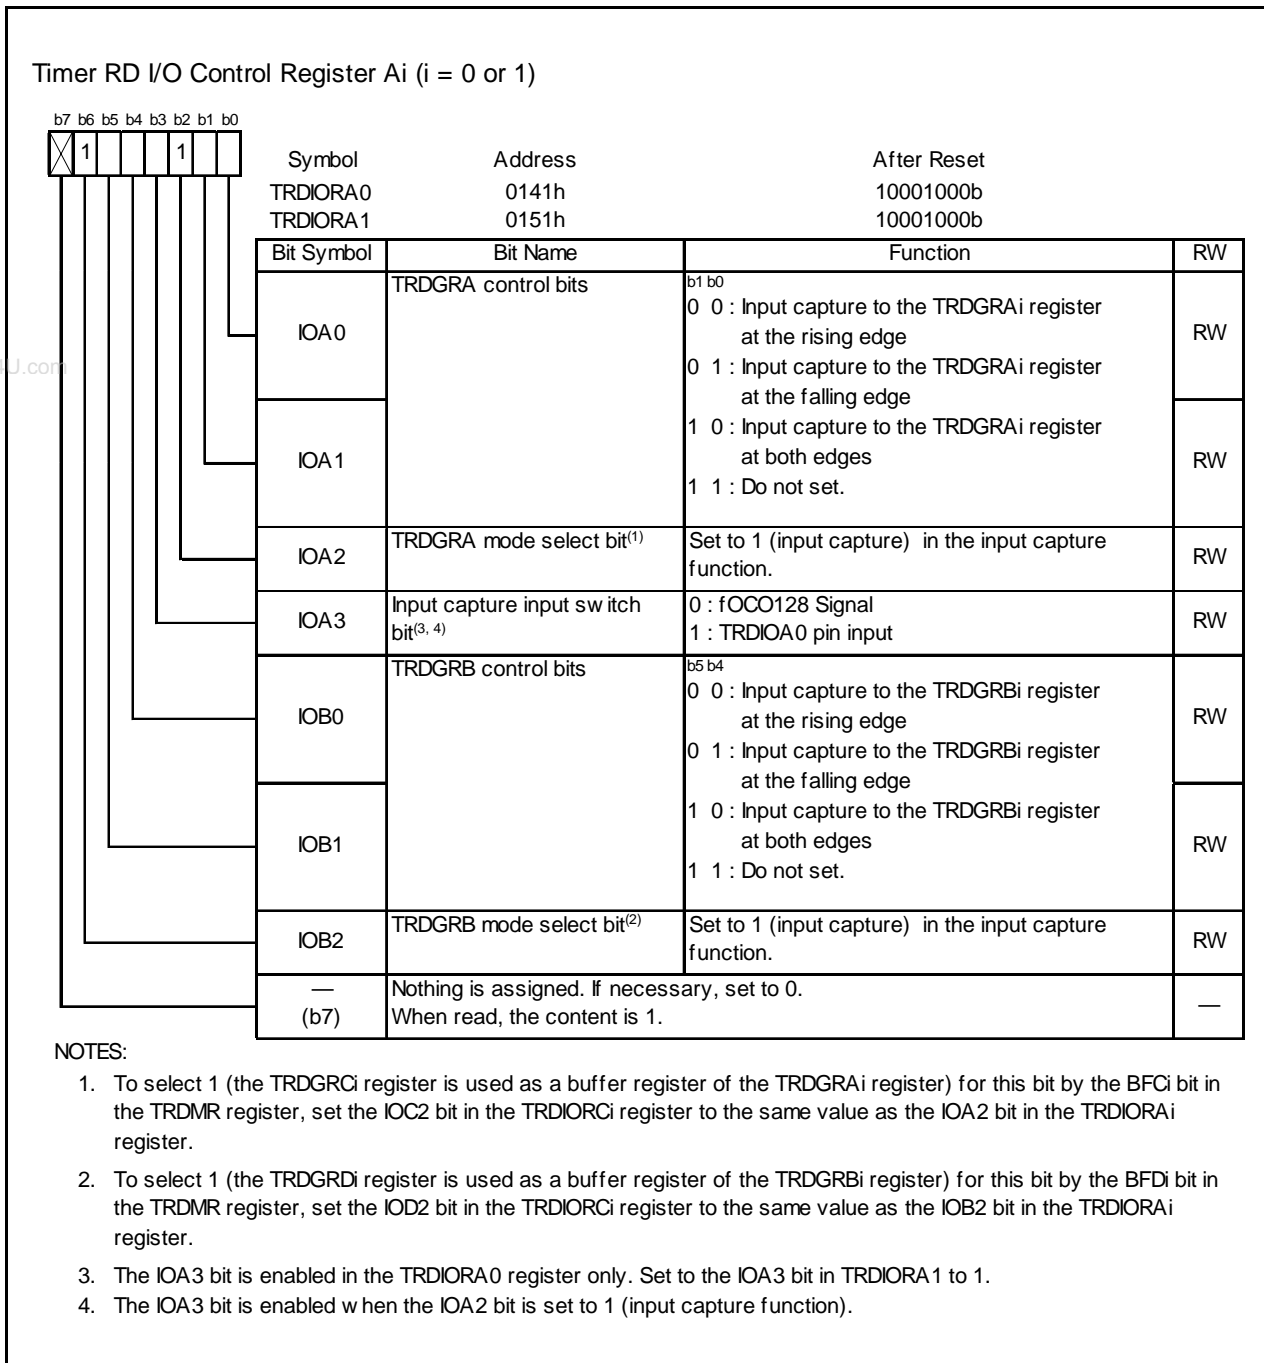 Timer RD I/O Control Register Ai (i = 0 or 1)
b7 b6 b5 b4 b3 b2 b1 b0
1 1
Symbol Address After Reset
TRDIORA0 0141h 10001000b
TRDIORA1 0151h 10001000b
Bit Symbol Bit Name Function RW
IOA0 TRDGRA control bits b1 b0
0 0 : Input capture to the TRDGRAi register
at the rising edge
RW
0 1 : Input capture to the TRDGRAi register
at the falling edge
IOA1 1 0 : Input capture to the TRDGRAi register
at both edges
RW
1 1 : Do not set.
IOA2 TRDGRA mode select bit(1) Set to 1 (input capture) in the input capture
function.
RW
IOA3 Input capture input switch
bit(3, 4)
0 : fOCO128 Signal
1 : TRDIOA0 pin input
RW
IOB0 TRDGRB control bits b5 b4
0 0 : Input capture to the TRDGRBi register
at the rising edge
RW
0 1 : Input capture to the TRDGRBi register
at the falling edge
IOB1 1 0 : Input capture to the TRDGRBi register
at both edges
RW
1 1 : Do not set.
IOB2 TRDGRB mode select bit(2) Set to 1 (input capture) in the input capture
function.
RW
—
(b7)
Nothing is assigned. If necessary, set to 0.
When read, the content is 1.
—
NOTES:
1. To select 1 (the TRDGRCi register is used as a buffer register of the TRDGRAi register) for this bit by the BFCi bit in
the TRDMR register, set the IOC2 bit in the TRDIORCi register to the same value as the IOA2 bit in the TRDIORAi
register.
2. To select 1 (the TRDGRDi register is used as a buffer register of the TRDGRBi register) for this bit by the BFDi bit in
the TRDMR register, set the IOD2 bit in the TRDIORCi register to the same value as the IOB2 bit in the TRDIORAi
register.
3. The IOA3 bit is enabled in the TRDIORA0 register only. Set to the IOA3 bit in TRDIORA1 to 1.
4. The IOA3 bit is enabled when the IOA2 bit is set to 1 (input capture function).
U.com